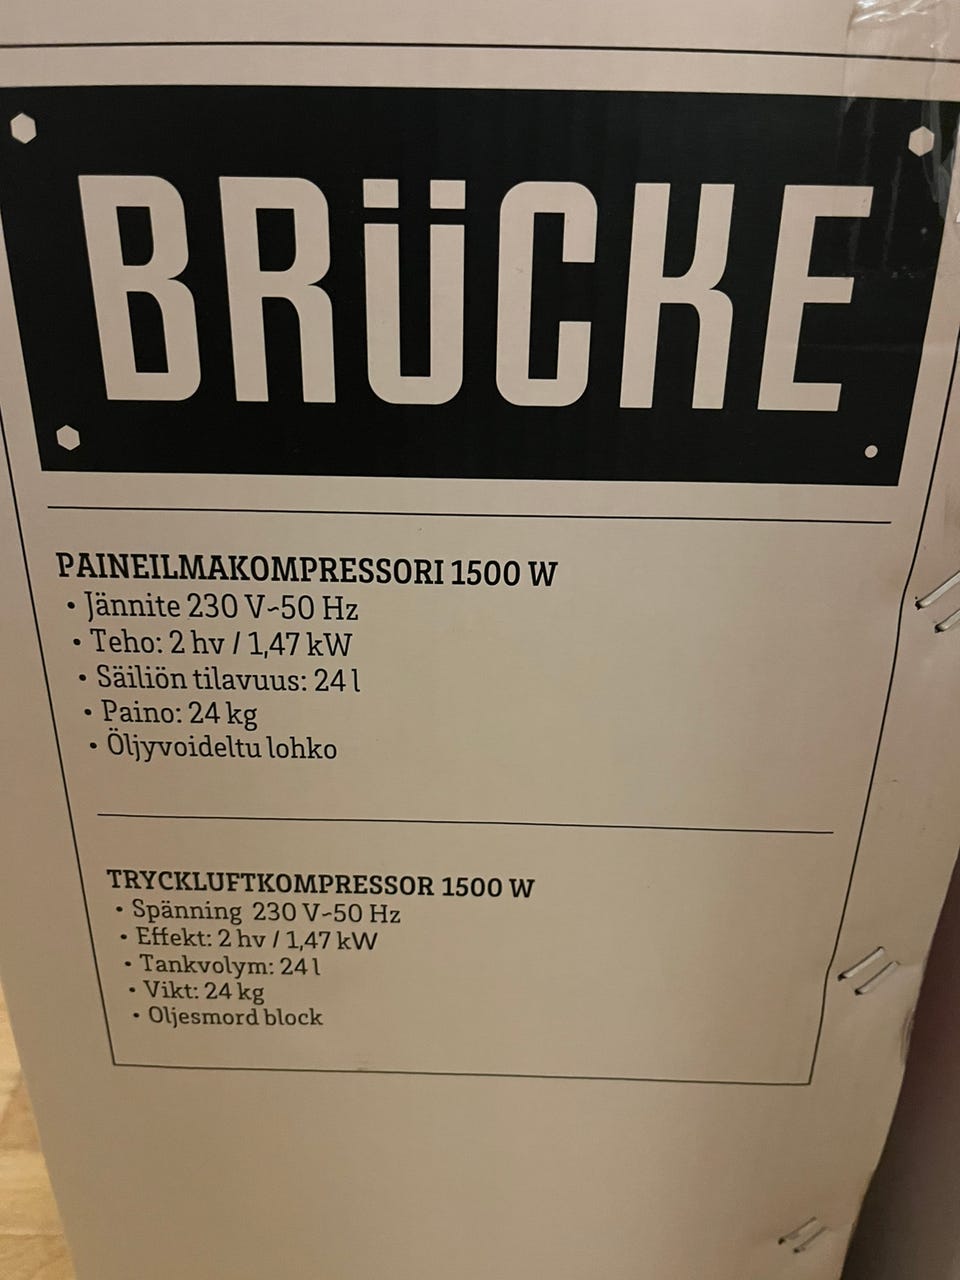 BRÜCKE
PAINEILMAKOMPRESSORI 1500 W
• Jännite 230 V~50 Hz
• Teho: 2 hv / 1,47 kW
• Säiliön tilavuus: 24 l
• Paino: 24 kg
• Öljyvoideltu lohko
TRYCKLUFTKOMPRESSOR 1500 W
• Spänning 230 V~50 Hz
• Effekt: 2 hv / 1,47 kW
• Tankvolym: 24 l
• Vikt: 24 kg
• Oljesmord block